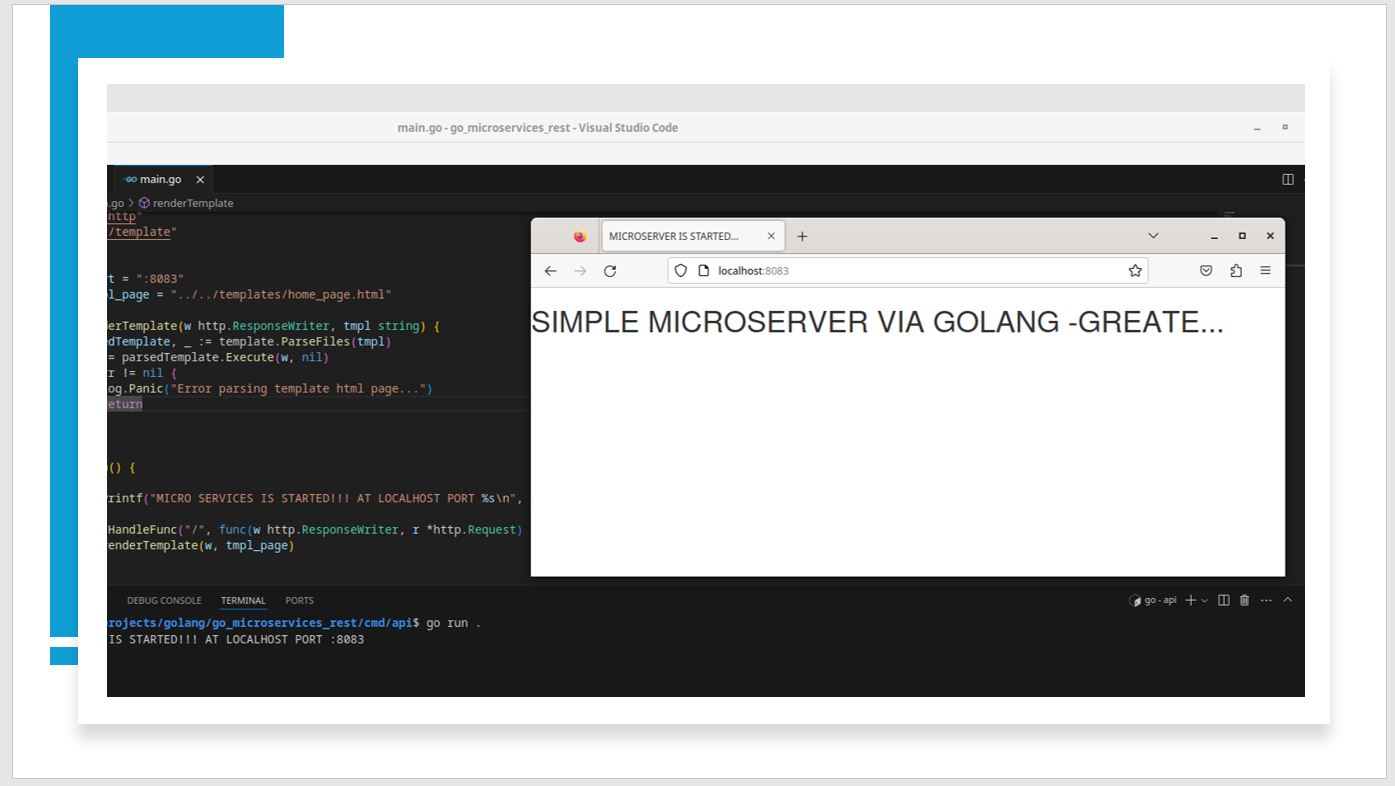 main.go - go_microservices_rest - Visual Studio Code
main.go
.go > renderTemplate
http"
/template"
t = ":8083"
l_page = "../../templates/home_page.html"
erTemplate(w http.ResponseWriter, tmpl string) {
dTemplate, _ := template.ParseFiles(tmpl)
= parsedTemplate.Execute(w, nil)
r != nil {
og.Panic("Error parsing template html page...")
eturn
() {
rintf("MICRO SERVICES IS STARTED!!! AT LOCALHOST PORT %s\n",
HandleFunc("/", func(w http.ResponseWriter, r *http.Request)
enderTemplate(w, tmpl_page)
MICROSERVER IS STARTED...
localhost:8083
SIMPLE MICROSERVER VIA GOLANG -GREATE...
DEBUG CONSOLE TERMINAL PORTS
go - api
rojects/golang/go_microservices_rest/cmd/api$ go run .
IS STARTED!!! AT LOCALHOST PORT :8083